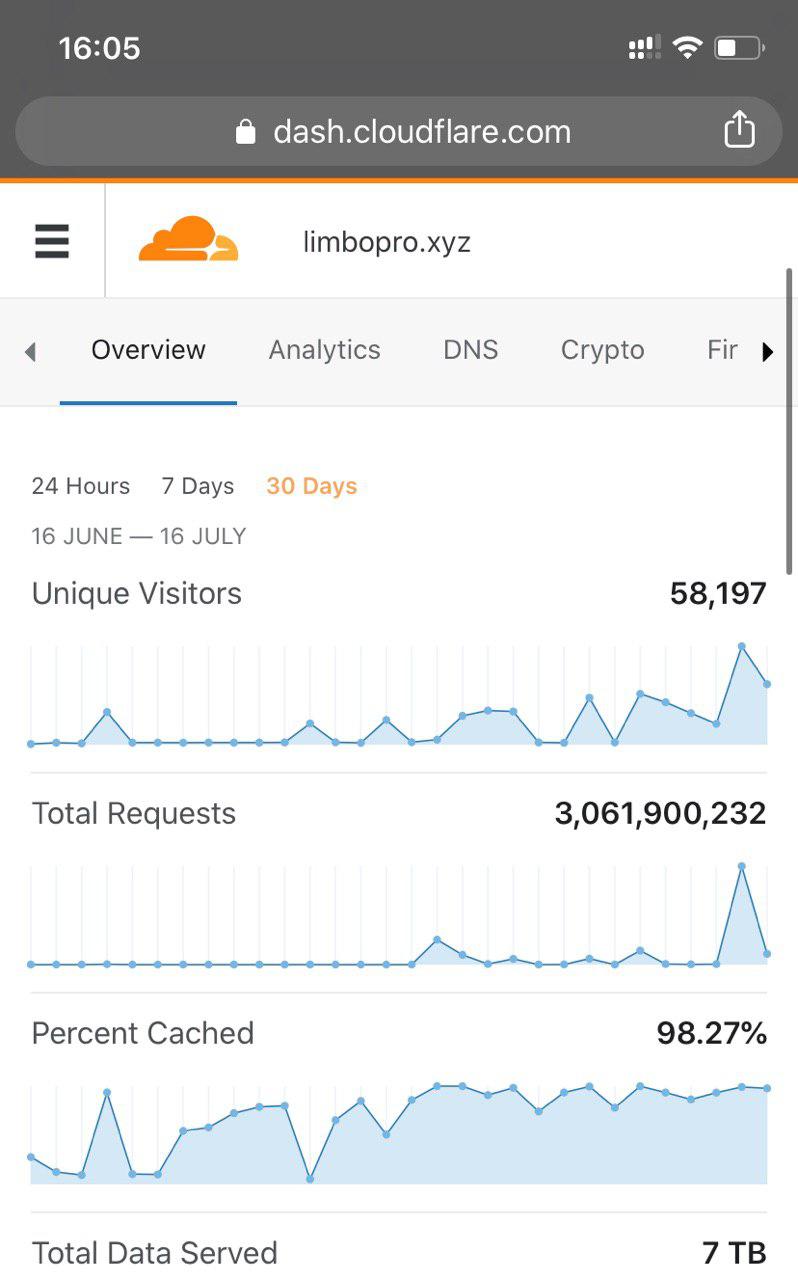 16:05
dash.cloudflare.com
limbopro.xyz
Overview Analytics DNS Crypto Fir
24 Hours 7 Days 30 Days
16 JUNE — 16 JULY
Unique Visitors 58,197
Total Requests 3,061,900,232
Percent Cached 98.27%
Total Data Served 7 TB